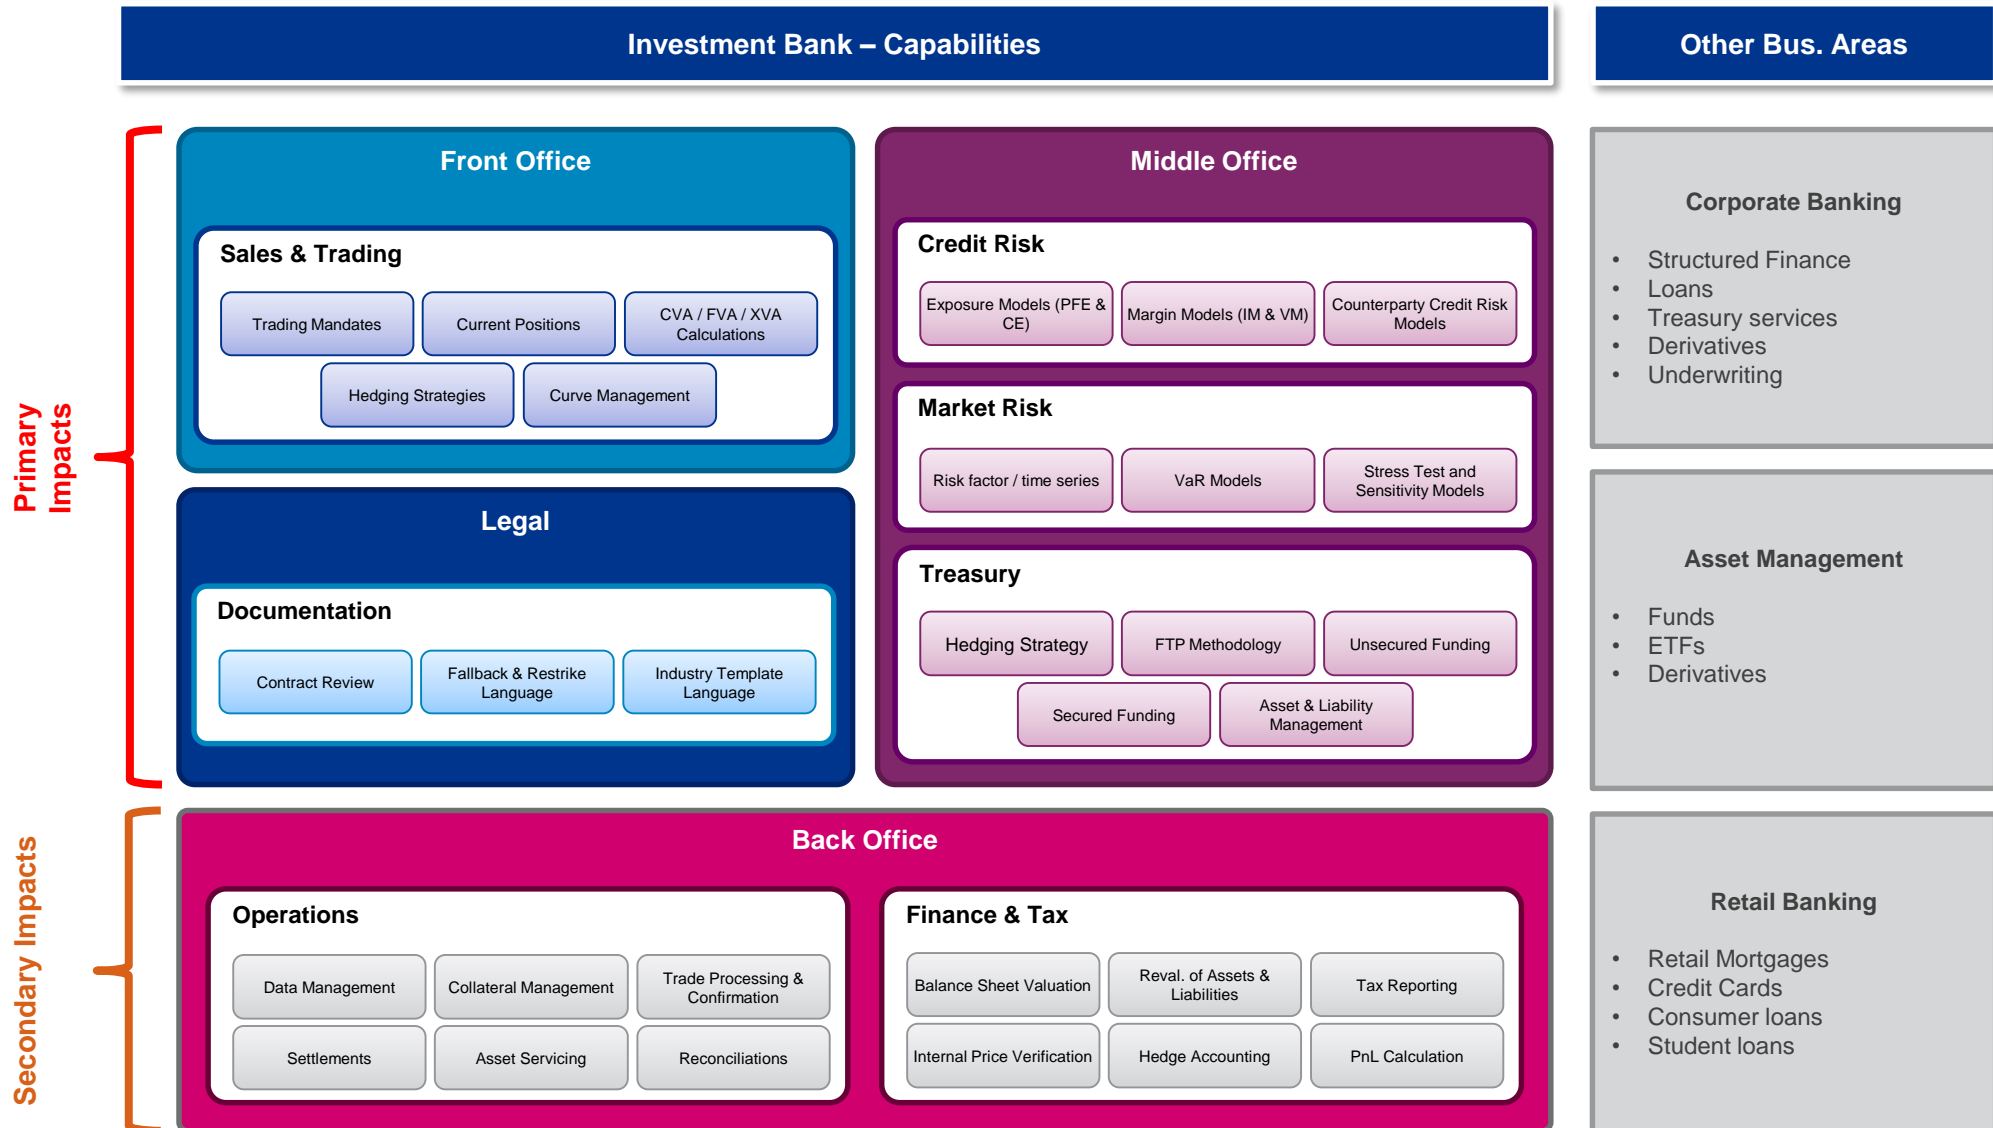 Investment Bank – Capabilities
Other Bus. Areas
Primary
Impacts
Front Office
Sales & Trading
Trading Mandates
Current Positions
CVA / FVA / XVA
Calculations
Hedging Strategies
Curve Management
Legal
Documentation
Contract Review
Fallback & Restrike
Language
Industry Template
Language
Middle Office
Credit Risk
Exposure Models (PFE &
CE)
Margin Models (IM & VM)
Counterparty Credit Risk
Models
Market Risk
Risk factor / time series
VaR Models
Stress Test and
Sensitivity Models
Treasury
Hedging Strategy
FTP Methodology
Unsecured Funding
Secured Funding
Asset & Liability
Management
Secondary Impacts
Back Office
Operations
Data Management
Collateral Management
Trade Processing &
Confirmation
Settlements
Asset Servicing
Reconciliations
Finance & Tax
Balance Sheet Valuation
Reval. of Assets &
Liabilities
Tax Reporting
Internal Price Verification
Hedge Accounting
PnL Calculation
Corporate Banking
• Structured Finance
• Loans
• Treasury services
• Derivatives
• Underwriting
Asset Management
• Funds
• ETFs
• Derivatives
Retail Banking
• Retail Mortgages
• Credit Cards
• Consumer loans
• Student loans